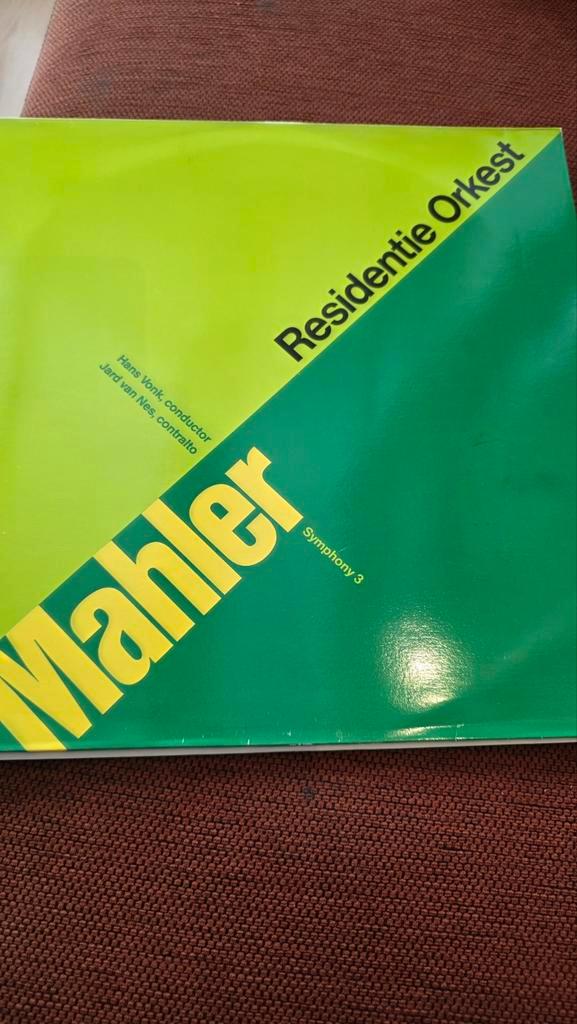 Residentie Orkest
Hans Vonk, conductor
Jard van Nes, contralto
Mahler
Symphony 3